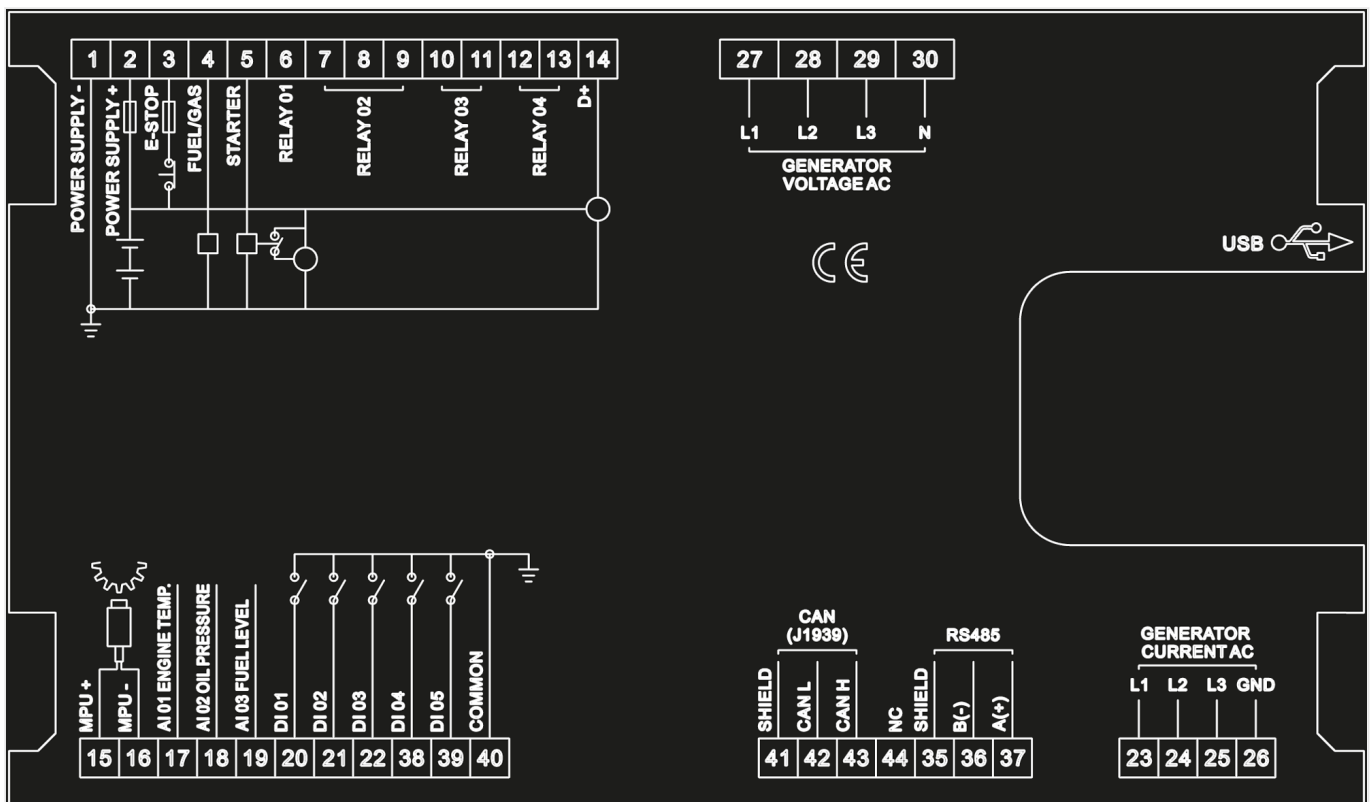 1 2 3 4 5 6 7 8 9 10 11 12 13 14
POWER SUPPLY -
POWER SUPPLY +
E-STOP
FUEL/GAS
STARTER
RELAY 01
RELAY 02
RELAY 03
RELAY 04
D+
27 28 29 30
L1 L2 L3 N
GENERATOR
VOLTAGE AC
CE
USB
MPU +
MPU -
AI 01 ENGINE TEMP.
AI 02 OIL PRESSURE
AI 03 FUEL LEVEL
DI 01
DI 02
DI 03
DI 04
DI 05
COMMON
15 16 17 18 19 20 21 22 38 39 40
CAN
(J1939)
RS485
SHIELD
CAN L
CAN H
NC
SHIELD
B(-)
A(+)
41 42 43 44 35 36 37
GENERATOR
CURRENT AC
L1 L2 L3 GND
23 24 25 26